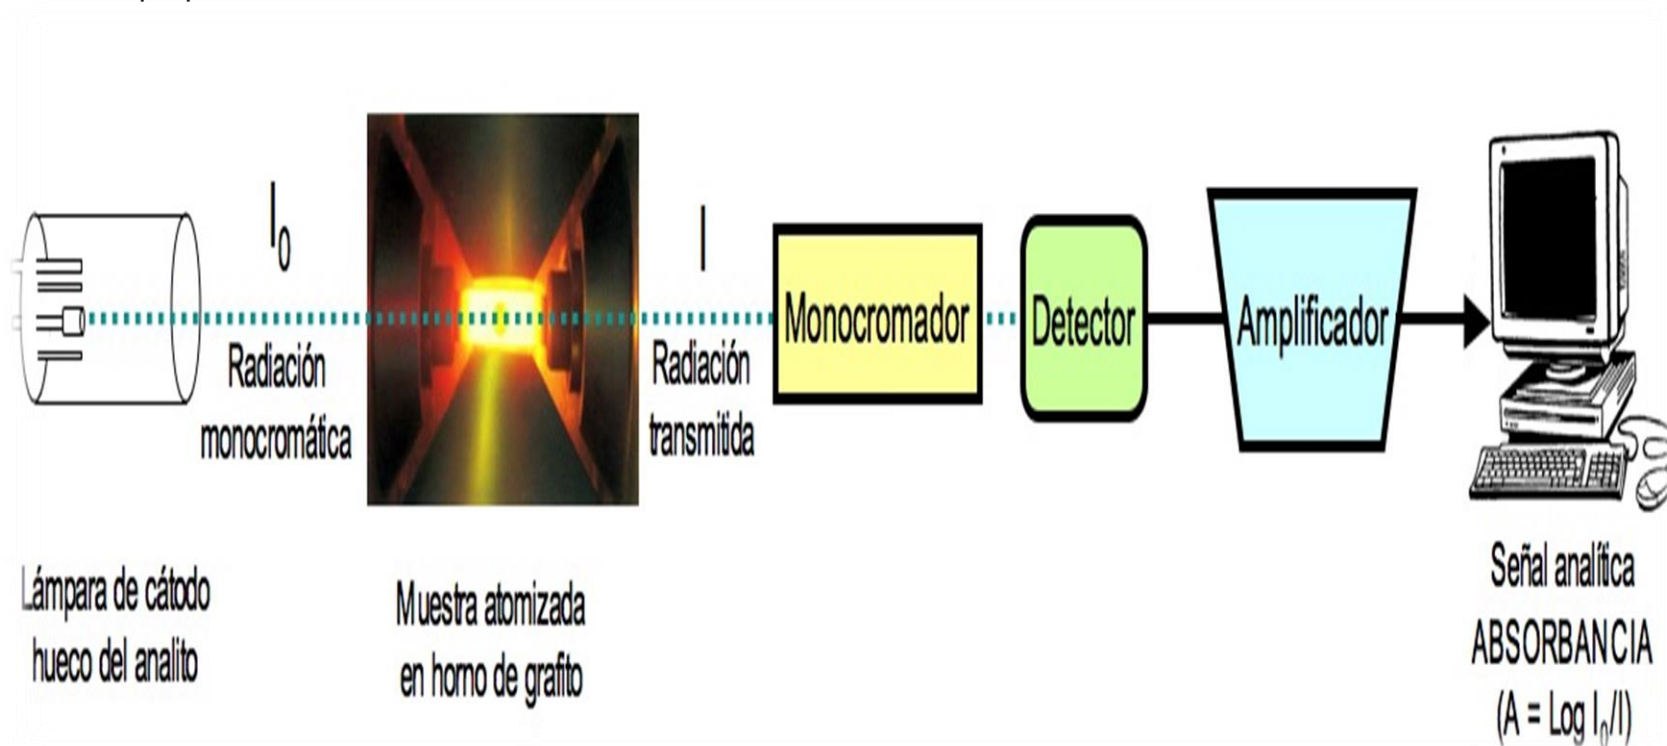 I₀
Radiación
monocromática
I
Radiación
transmitida
Monocromador
Detector
Amplificador
Lámpara de cátodo
hueco del analito
Muestra atomizada
en horno de grafito
Señal analítica
ABSORBANCIA
(A = Log I₀/I)